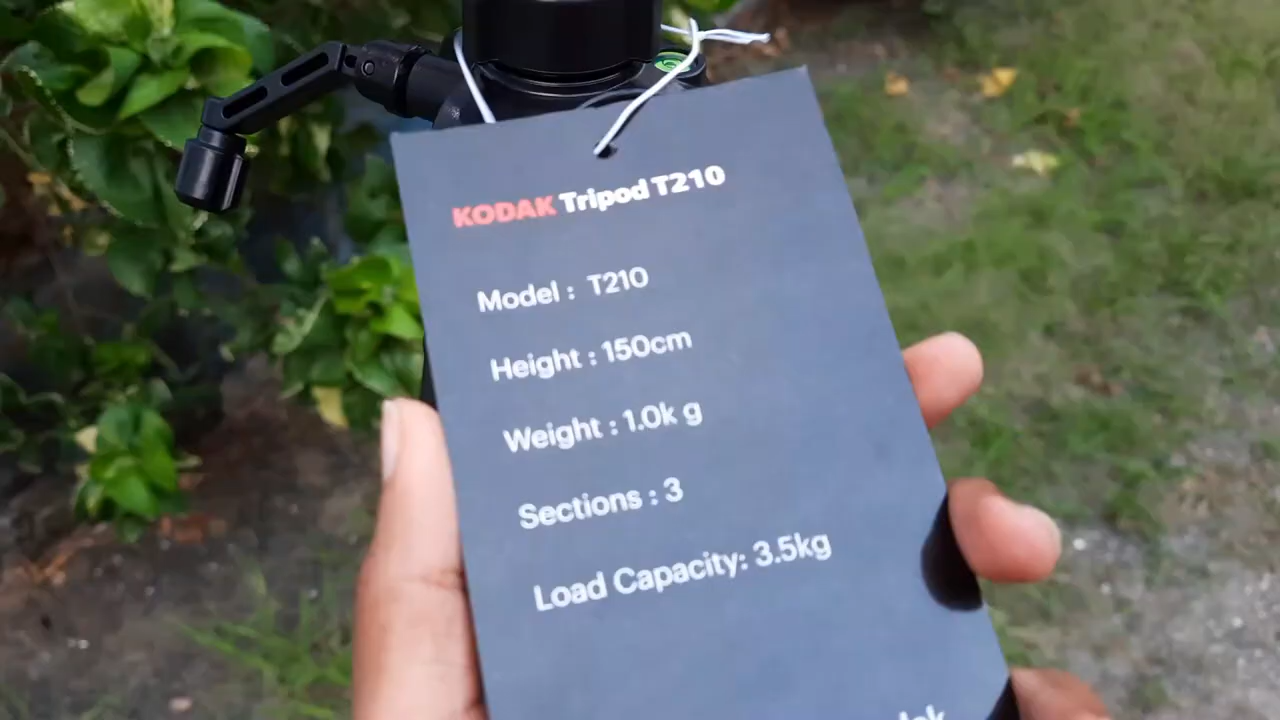 KODAK Tripod T210
Model : T210
Height : 150cm
Weight : 1.0k g
Sections : 3
Load Capacity: 3.5kg